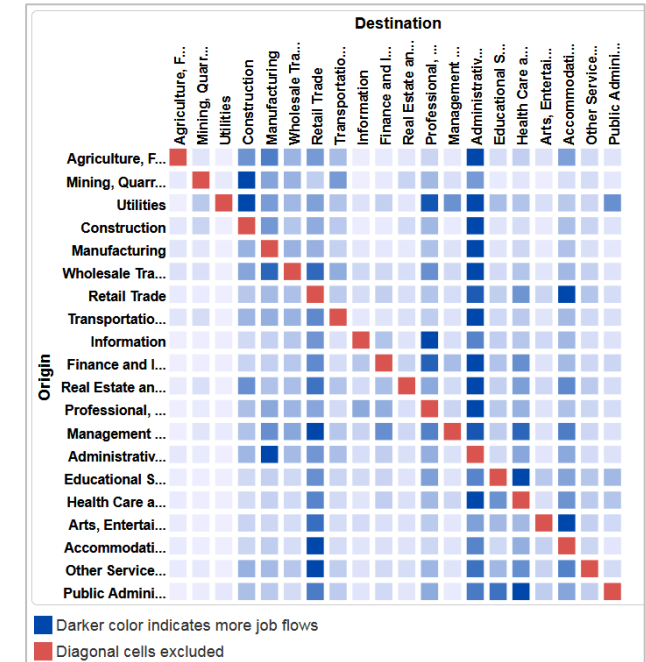 Destination
Agriculture, F...
Mining, Quarr...
Utilities
Construction
Manufacturing
Wholesale Tra...
Retail Trade
Transportatio...
Information
Finance and I...
Real Estate an...
Professional, ...
Management ...
Administrativ...
Educational S...
Health Care a...
Arts, Entertai...
Accommodati...
Other Service...
Public Admini...
Origin
Agriculture, F...
Mining, Quarr...
Utilities
Construction
Manufacturing
Wholesale Tra...
Retail Trade
Transportatio...
Information
Finance and I...
Real Estate an...
Professional, ...
Management ...
Administrativ...
Educational S...
Health Care a...
Arts, Entertai...
Accommodati...
Other Service...
Public Admini...
Darker color indicates more job flows
Diagonal cells excluded